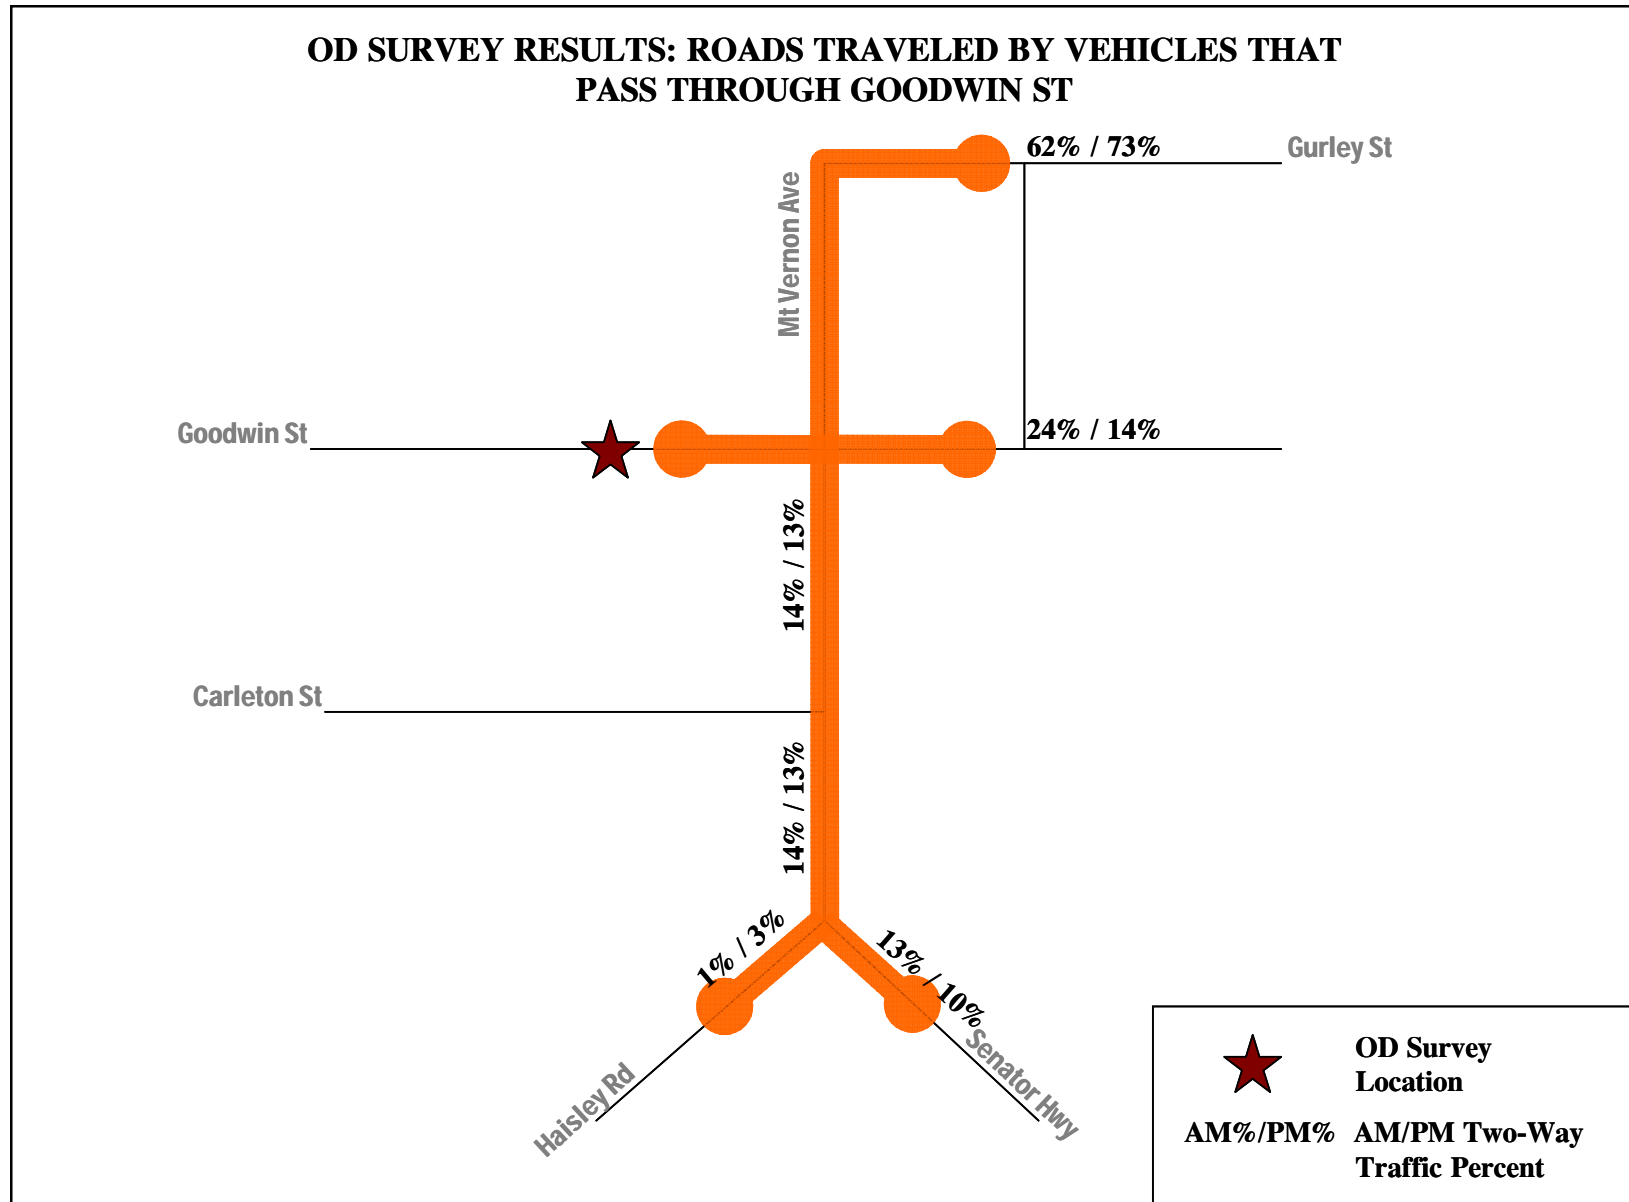 OD SURVEY RESULTS: ROADS TRAVELED BY VEHICLES THAT
PASS THROUGH GOODWIN ST
62% / 73%
Gurley St
Mt Vernon Ave
Goodwin St
24% / 14%
14% / 13%
Carleton St
14% / 13%
1% / 3%
13% / 10%
Haisley Rd
Senator Hwy
OD Survey
Location
AM%/PM% AM/PM Two-Way
Traffic Percent